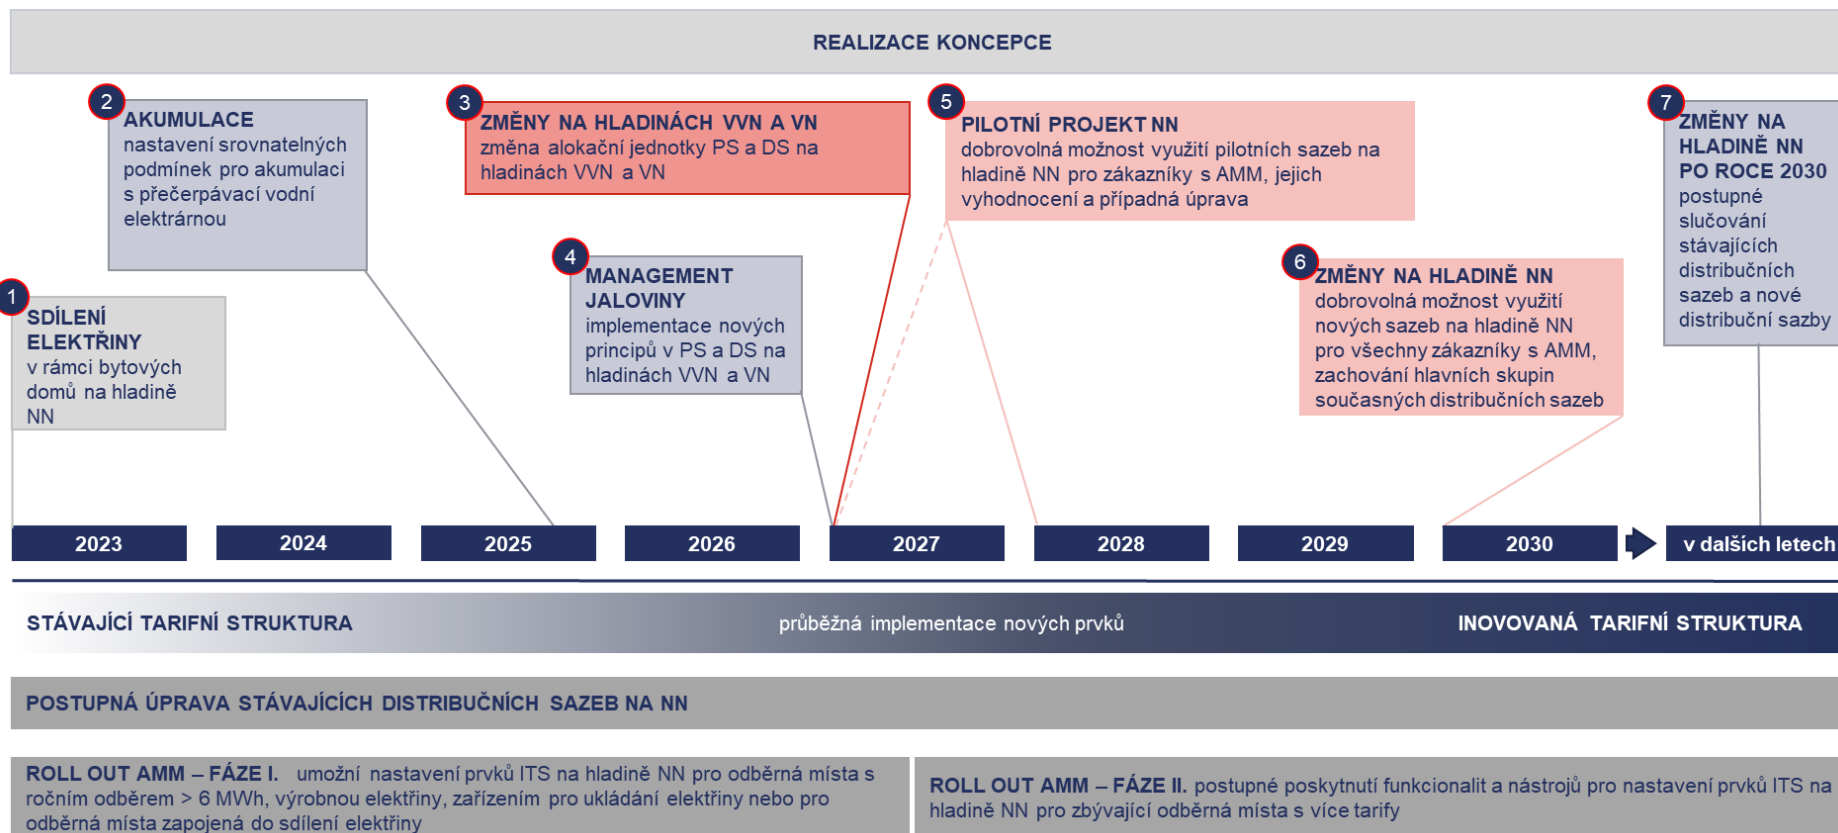 REALIZACE KONCEPCE
1
SDÍLENÍ
ELEKTŘINY
v rámci bytových
domů na hladině
NN
2
AKUMULACE
nastavení srovnatelných
podmínek pro akumulaci
s přečerpávací vodní
elektrárnou
3
ZMĚNY NA HLADINÁCH VVN A VN
změna alokační jednotky PS a DS na
hladinách VVN a VN
4
MANAGEMENT
JALOVINY
implementace nových
principů v PS a DS na
hladinách VVN a VN
5
PILOTNÍ PROJEKT NN
dobrovolná možnost využití pilotních sazeb na
hladině NN pro zákazníky s AMM, jejich
vyhodnocení a případná úprava
6
ZMĚNY NA HLADINĚ NN
dobrovolná možnost využití
nových sazeb na hladině NN
pro všechny zákazníky s AMM,
zachování hlavních skupin
současných distribučních sazeb
7
ZMĚNY NA
HLADINĚ NN
PO ROCE 2030
postupné
slučování
stávajících
distribučních
sazeb a nové
distribuční sazby
2023
2024
2025
2026
2027
2028
2029
2030
v dalších letech
STÁVAJÍCÍ TARIFNÍ STRUKTURA
průběžná implementace nových prvků
INOVOVANÁ TARIFNÍ STRUKTURA
POSTUPNÁ ÚPRAVA STÁVAJÍCÍCH DISTRIBUČNÍCH SAZEB NA NN
ROLL OUT AMM – FÁZE I. umožní nastavení prvků ITS na hladině NN pro odběrná místa s
ročním odběrem > 6 MWh, výrobnou elektřiny, zařízením pro ukládání elektřiny nebo pro
odběrná místa zapojená do sdílení elektřiny
ROLL OUT AMM – FÁZE II. postupné poskytnutí funkcionalit a nástrojů pro nastavení prvků ITS na
hladině NN pro zbývající odběrná místa s více tarify